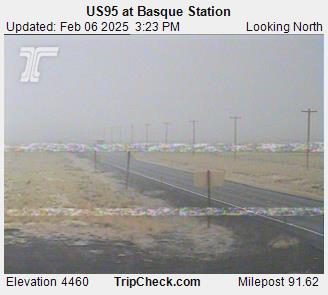 US95 at Basque Station
Updated: Feb 06 2025 3:23 PM Looking North
Elevation 4460 TripCheck.com Milepost 91.62